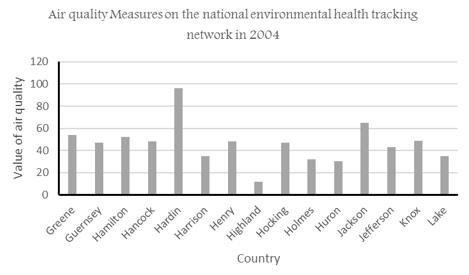 Air quality Measures on the national environmental health tracking
network in 2004
Value of air quality
120
100
80
60
40
20
0
Greene
Guernsey
Hamilton
Hancock
Hardin
Harrison
Henry
Highland
Hocking
Holmes
Huron
Jackson
Jefferson
Knox
Lake
Country